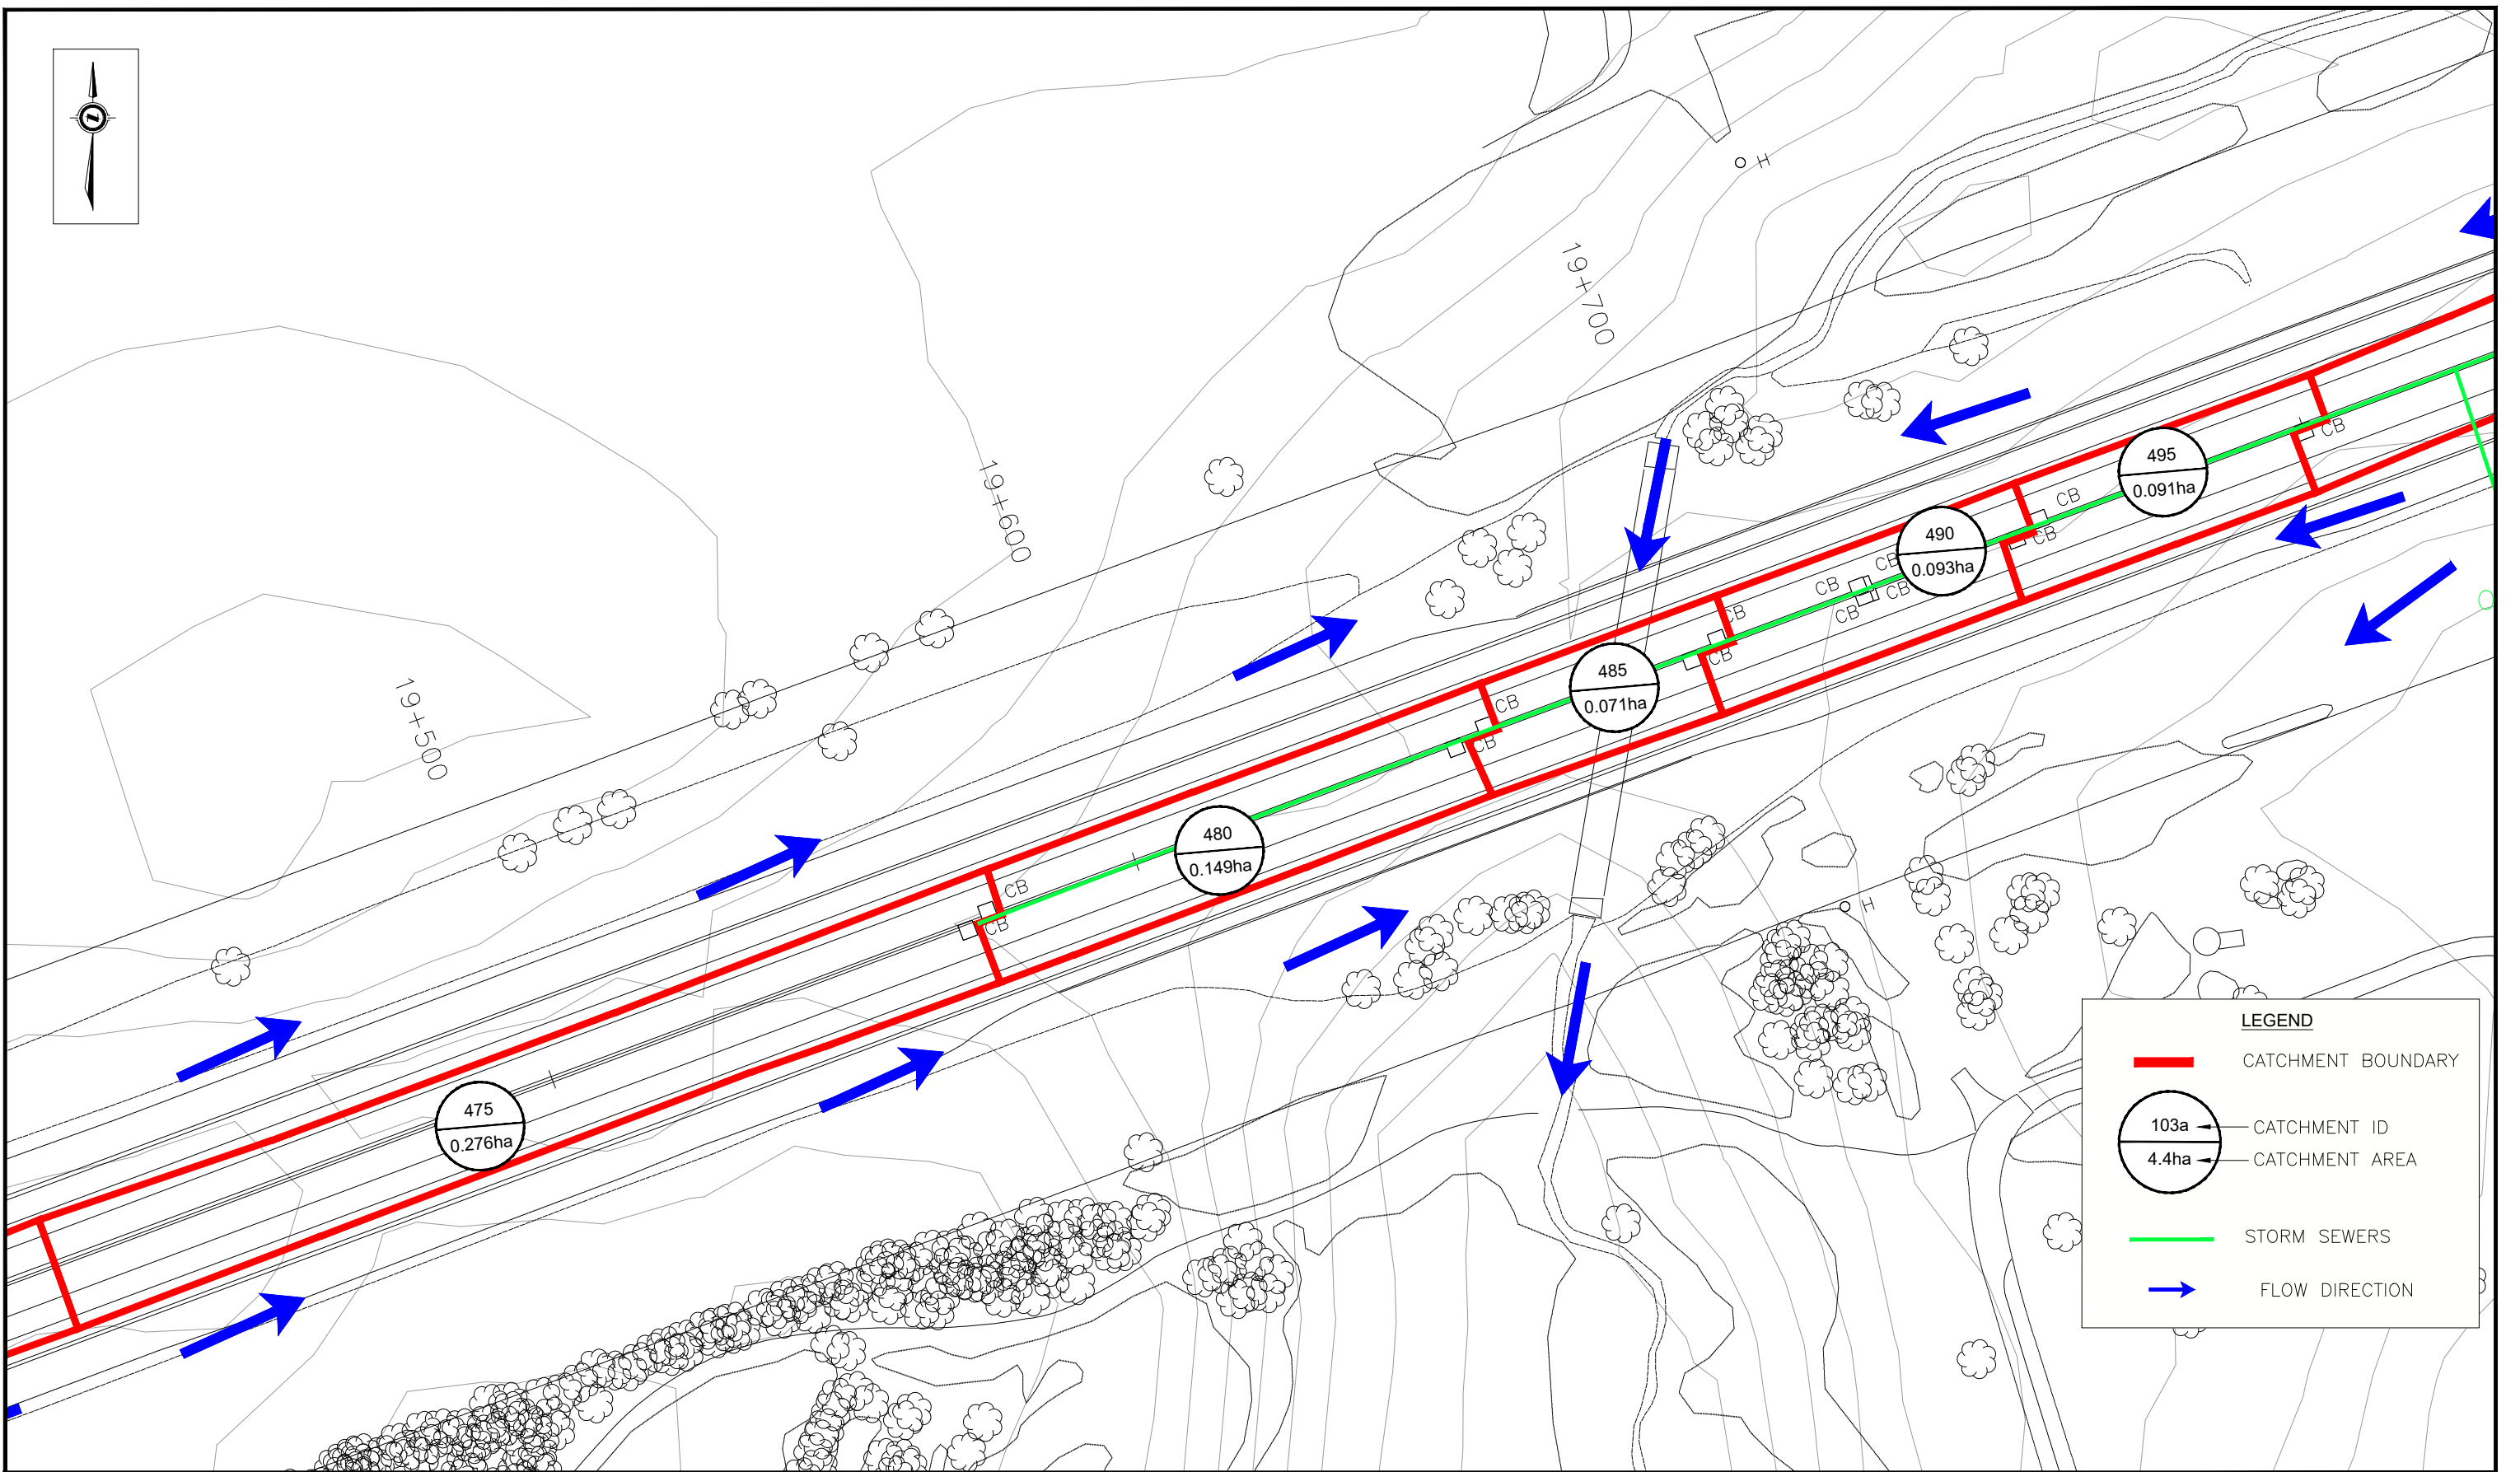 H
19+700
19+600
19+500
495
0.091ha
CB
490
0.093ha
CB
CB
CB
CB
CB
CB
CB
CB
485
0.071ha
CB
CB
480
0.149ha
CB
CB
475
0.276ha
H
LEGEND
CATCHMENT BOUNDARY
103a
CATCHMENT ID
4.4ha
CATCHMENT AREA
STORM SEWERS
FLOW DIRECTION